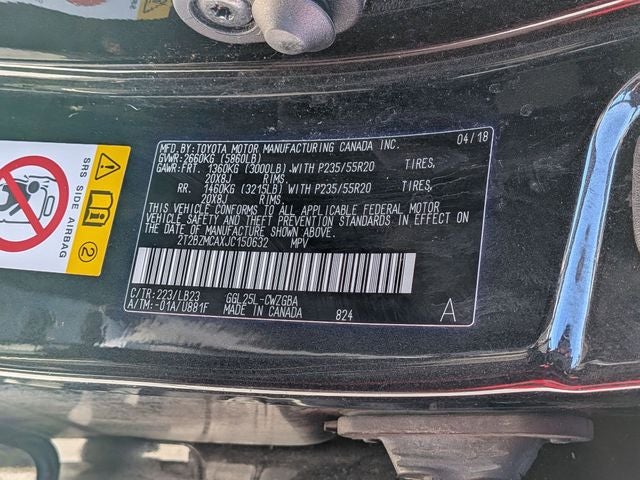 SRS SIDE AIRBAG
MFD.BY:TOYOTA MOTOR MANUFACTURING CANADA INC. 04/18
GVWR:2660KG (5860LB)
GAWR:FRT. 1360KG (3000LB).WITH P235/55R20 TIRES,
20X8J RIMS
RR. 1460KG (3215LB) WITH P235/55R20 TIRES,
20X8J RIMS
THIS VEHICLE CONFORMS TO ALL APPLICABLE FEDERAL MOTOR
VEHICLE SAFETY AND THEFT PREVENTION STANDARDS IN EFFECT ON
THE DATE OF MANUFACTURE SHOWN ABOVE.
2T2BZMCAXJC150632 MPV
C/TR:223/LB23 GGL25L-CWZGBA
A/TM:-01A/U881F MADE IN CANADA 824 A